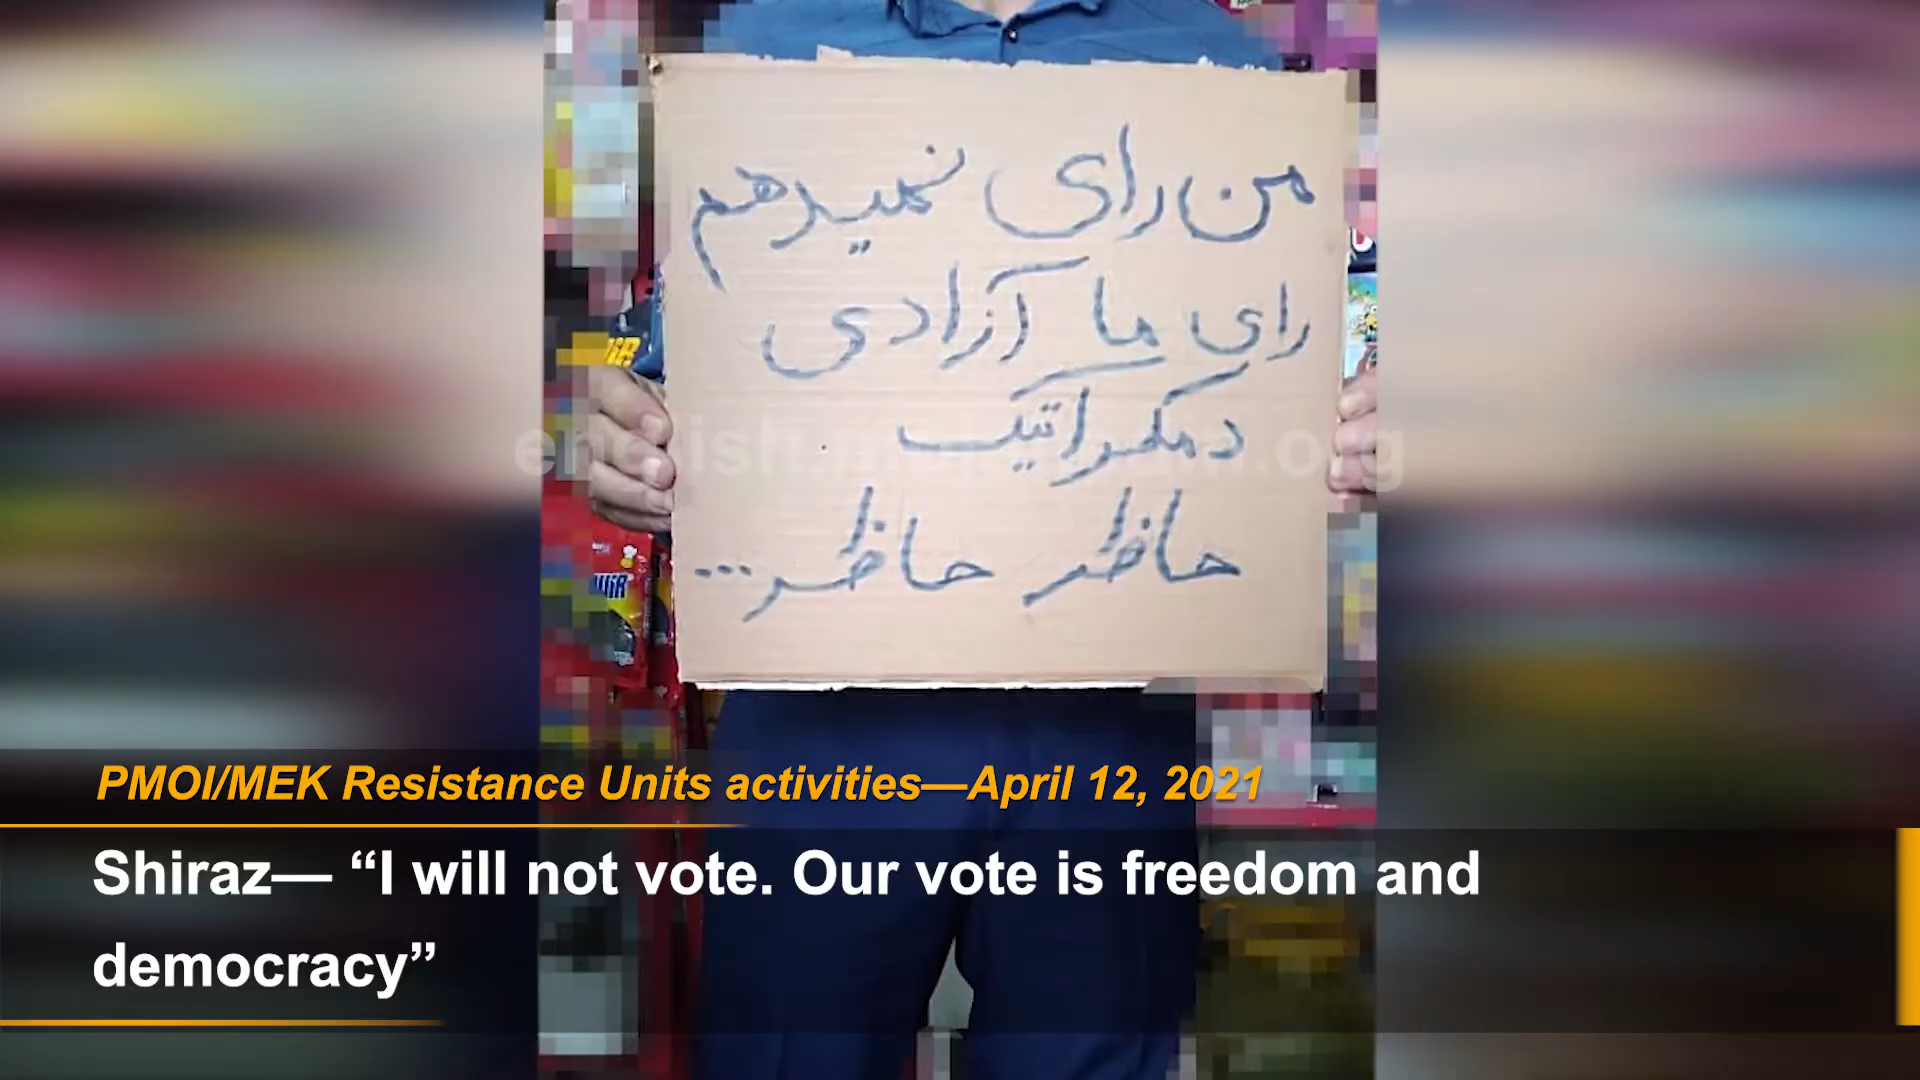 من رای نمیدهم
رای ما آزادی
دمکراتیک
حاظر حاظر...
PMOI/MEK Resistance Units activities—April 12, 2021
Shiraz— “I will not vote. Our vote is freedom and
democracy”